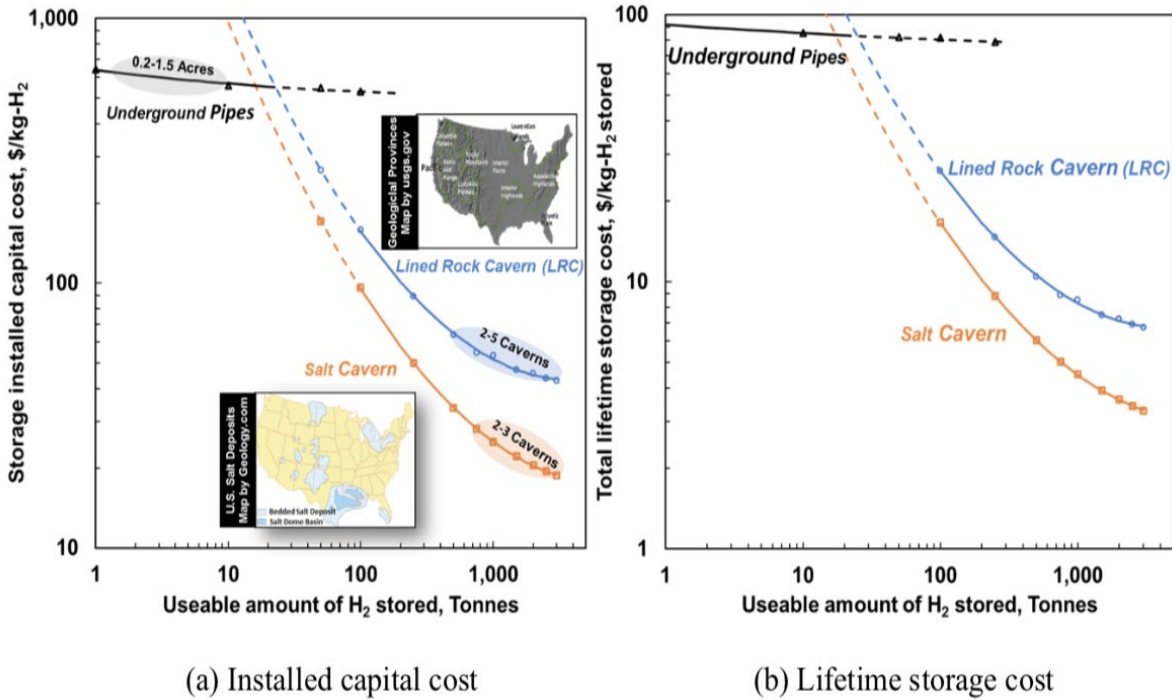 1,000
100
10
Storage installed capital cost, $/kg-H2
0.2-1.5 Acres
Underground Pipes
Geological Provinces
Map by usgs.gov
Lined Rock Cavern (LRC)
2-5 Caverns
Salt Cavern
2-3 Caverns
U.S. Salt Deposits
Map by Geology.com
Bedded Salt Deposit
Salt Dome Basin
1 10 100 1,000
Useable amount of H2 stored, Tonnes
(a) Installed capital cost
100
10
1
Total lifetime storage cost, $/kg-H2 stored
Underground Pipes
Lined Rock Cavern (LRC)
Salt Cavern
1 10 100 1,000
Useable amount of H2 stored, Tonnes
(b) Lifetime storage cost